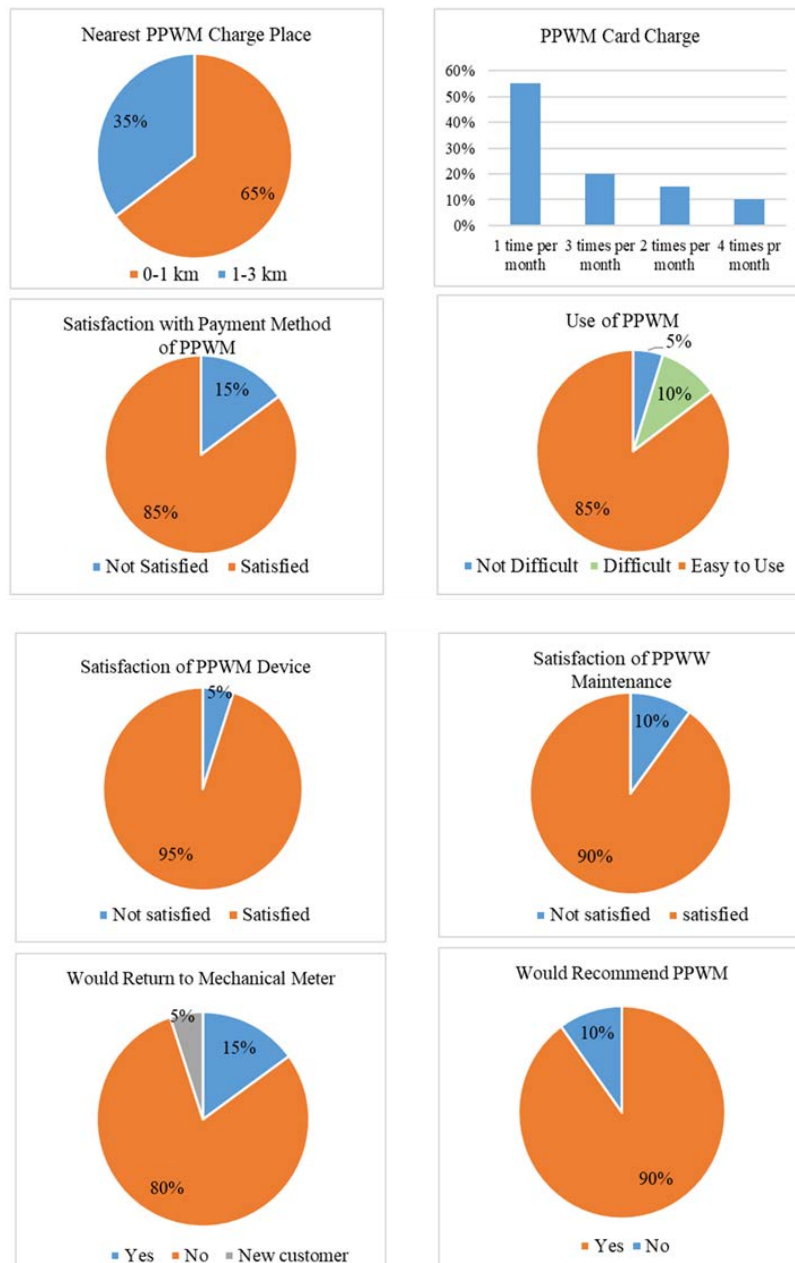 Nearest PPWM Charge Place
35%
65%
0-1 km 1-3 km
PPWM Card Charge
60%
50%
40%
30%
20%
10%
0%
1 time per month 3 times per month 2 times per month 4 times pr month
Satisfaction with Payment Method
of PPWM
15%
85%
Not Satisfied Satisfied
Use of PPWM
5%
10%
85%
Not Difficult Difficult Easy to Use
Satisfaction of PPWM Device
5%
95%
Not satisfied Satisfied
Satisfaction of PPWW
Maintenance
10%
90%
Not satisfied satisfied
Would Return to Mechanical Meter
5%
15%
80%
Yes No New customer
Would Recommend PPWM
10%
90%
Yes No